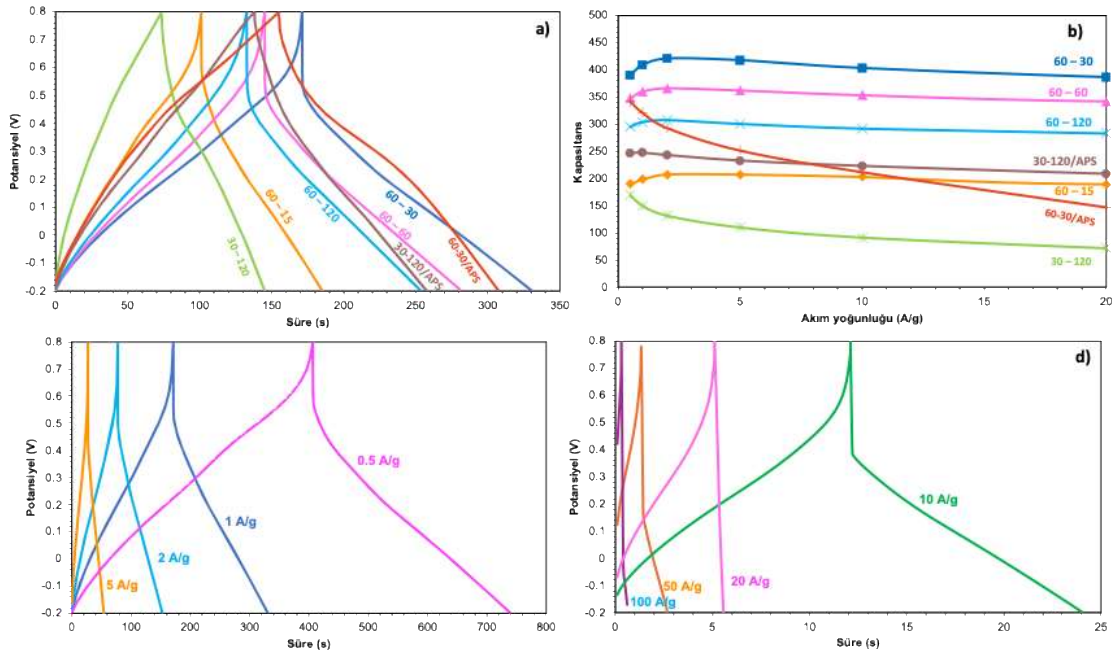 a)
Potansiyel (V)
0.8
0.7
0.6
0.5
0.4
0.3
0.2
0.1
0
-0.1
-0.2
30 – 120
60 – 15
60 – 120
60 – 60
30-120/APS
60 – 30
60-30/APS
0 50 100 150 200 250 300 350
Süre (s)
b)
Kapasitans
500
450
400
350
300
250
200
150
100
50
0
60 – 30
60 – 60
60 – 120
30-120/APS
60 – 15
60-30/APS
30 – 120
0 5 10 15 20
Akım yoğunluğu (A/g)
Potansiyel (V)
0.8
0.7
0.6
0.5
0.4
0.3
0.2
0.1
0
-0.1
-0.2
0.5 A/g
1 A/g
2 A/g
5 A/g
0 100 200 300 400 500 600 700 800
Süre (s)
d)
Potansiyel (V)
0.8
0.7
0.6
0.5
0.4
0.3
0.2
0.1
0
-0.1
-0.2
10 A/g
20 A/g
50 A/g
100 A/g
0 5 10 15 20 25
Süre (s)